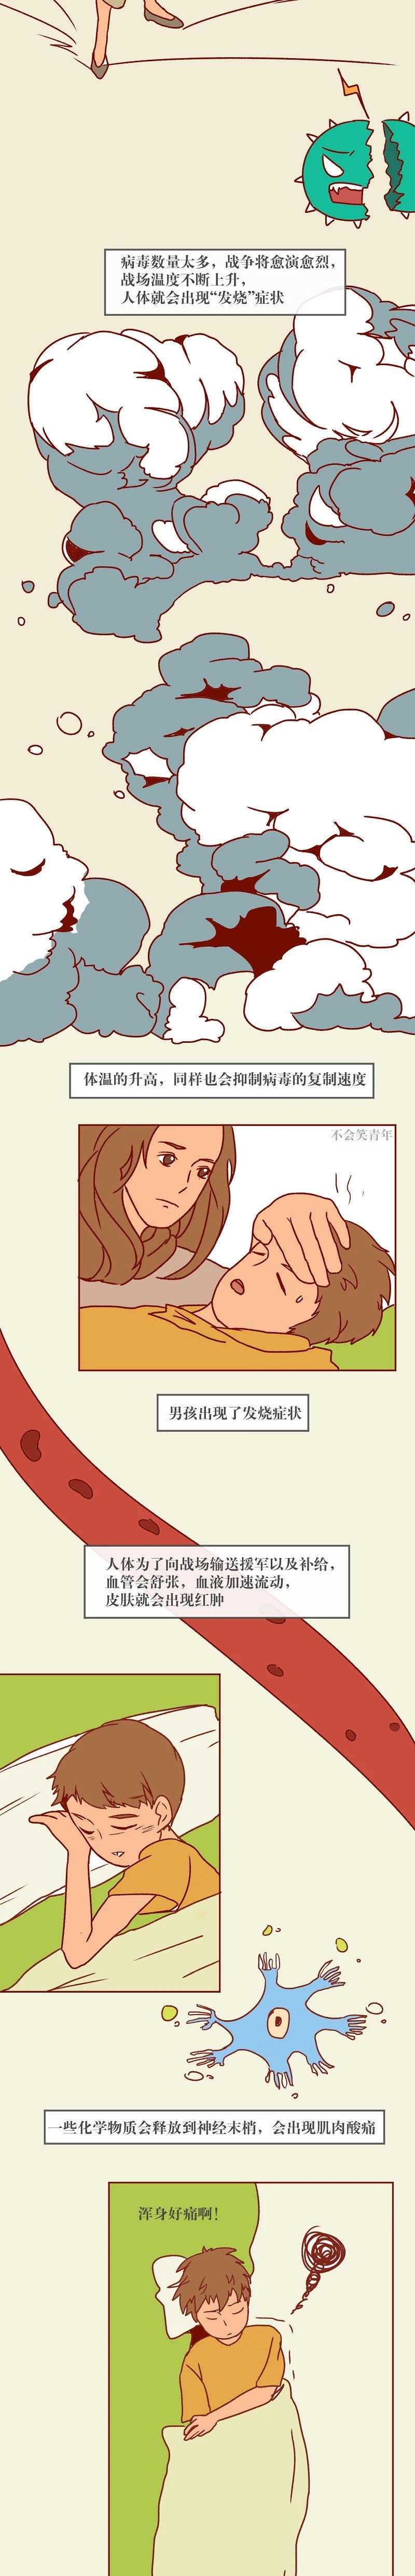 病毒数量太多，战争将愈演愈烈，
战场温度不断上升，
人体就会出现“发烧”症状
体温的升高，同样也会抑制病毒的复制速度
不会笑青年
男孩出现了发烧症状
人体为了向战场输送援军以及补给，
血管会舒张，血液加速流动，
皮肤就会出现红肿
一些化学物质会释放到神经末梢，会出现肌肉酸痛
浑身好痛啊！